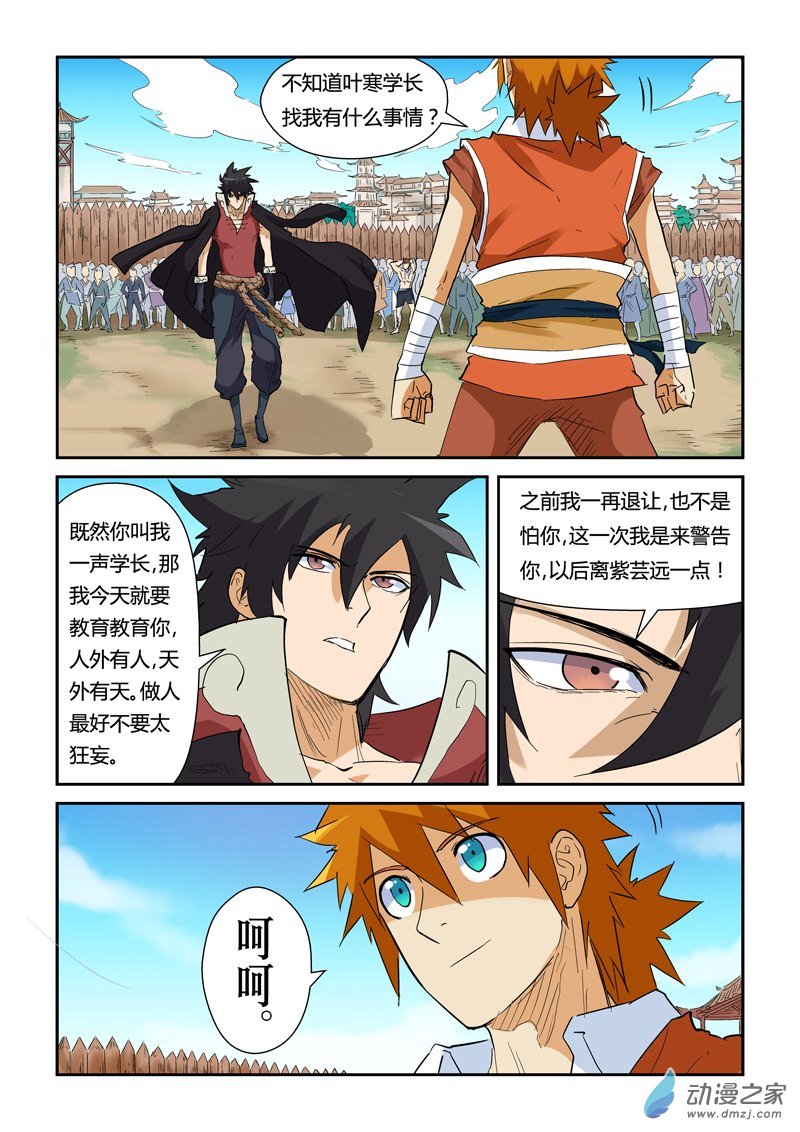 不知道叶寒学长
找我有什么事情？
既然你叫我
一声学长，那
我今天就要
教育教育你，
人外有人，天
外有天。做人
最好不要太
狂妄。
之前我一再退让，也不是
怕你，这一次我是来警告
你，以后离紫芸远一点！
呵呵。
动漫之家
www.dmzj.com